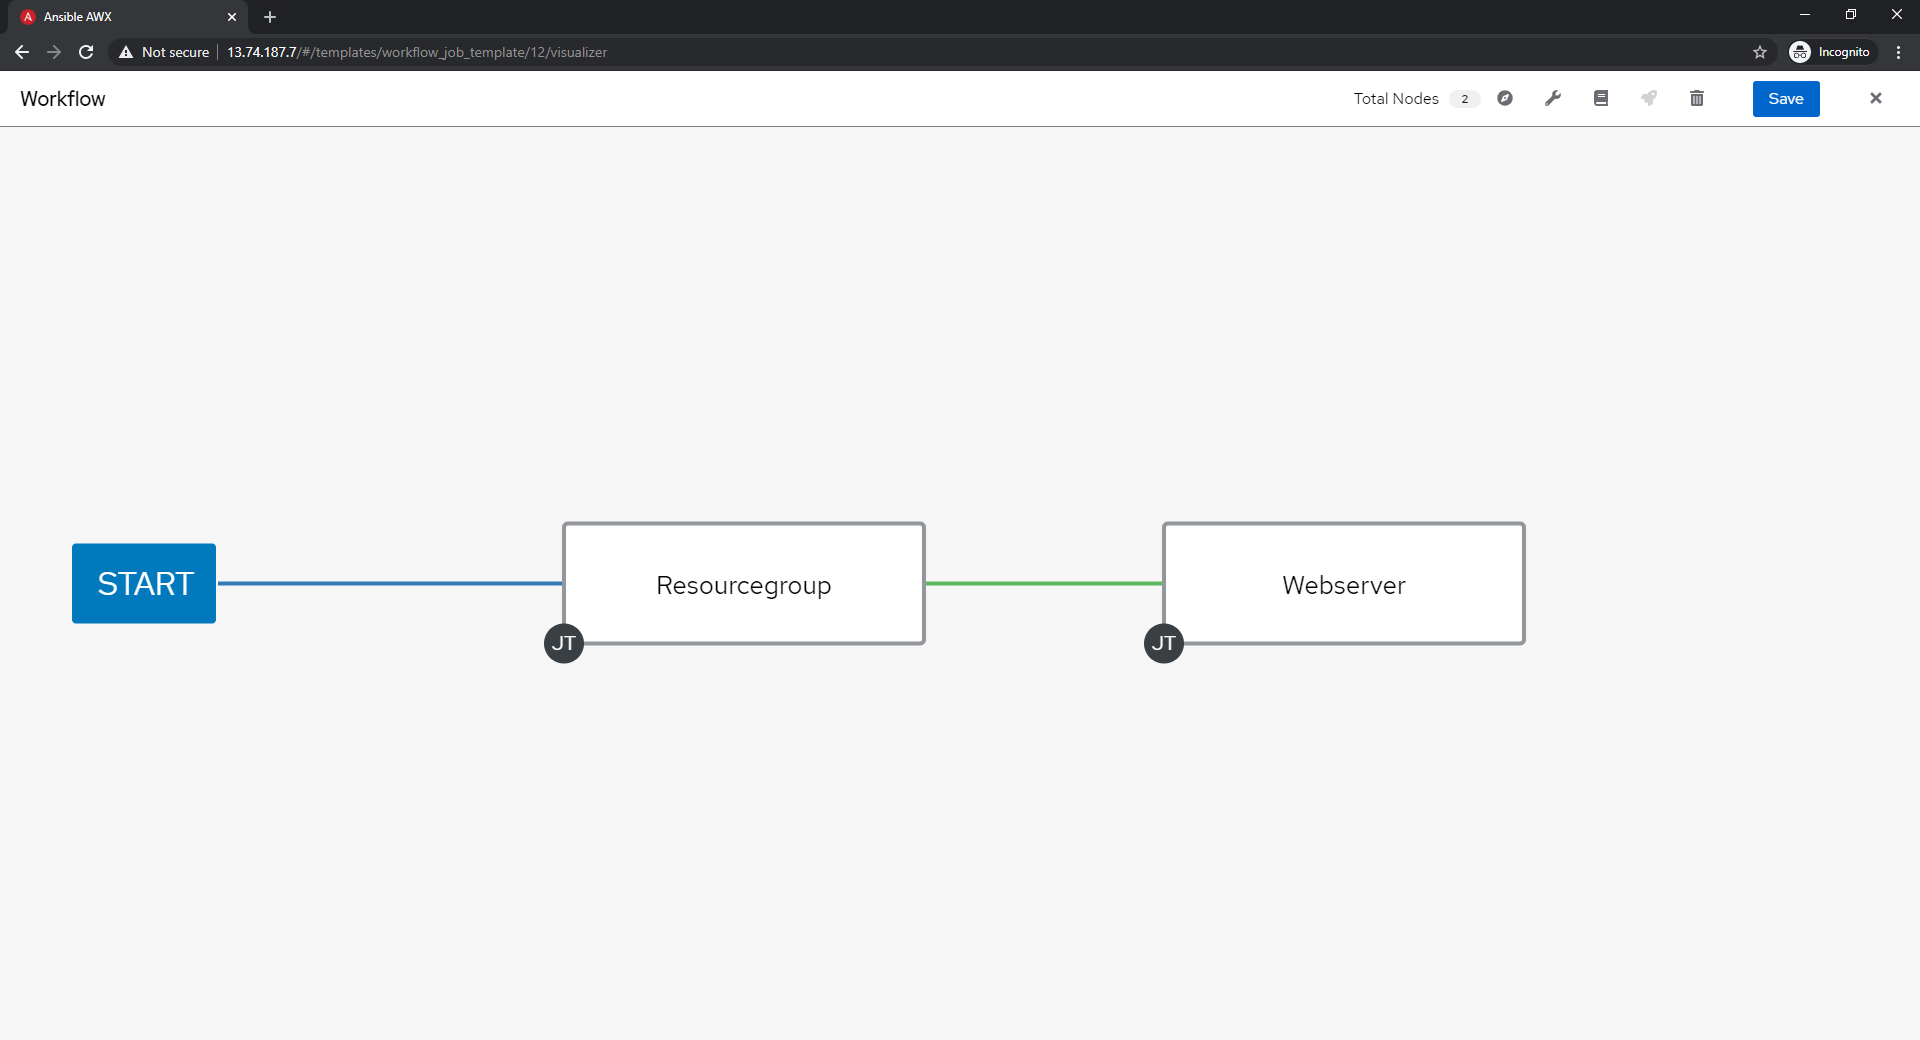 Ansible AWX
Not secure
13.74.187.7/#/templates/workflow_job_template/12/visualizer
Incognito
Workflow
Total Nodes 2
Save
START
Resourcegroup
JT
Webserver
JT